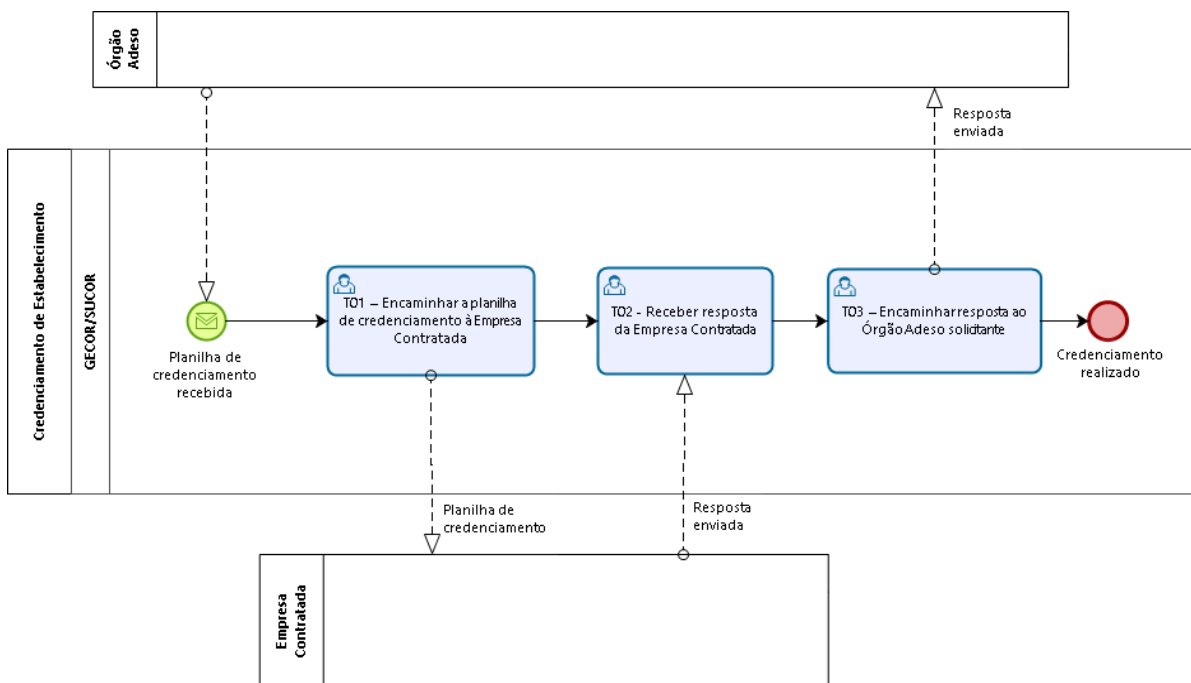 Órgão
Adeso
Resposta
enviada
Credenciamento de Estabelecimento
GECOR/SUCOR
Planilha de
credenciamento
recebida
T01 – Encaminhar a planilha
de credenciamento à Empresa
Contratada
T02 - Receber resposta
da Empresa Contratada
T03 – Encaminhar resposta ao
Órgão Adeso solicitante
Credenciamento
realizado
Planilha de
credenciamento
Resposta
enviada
Empresa
Contratada